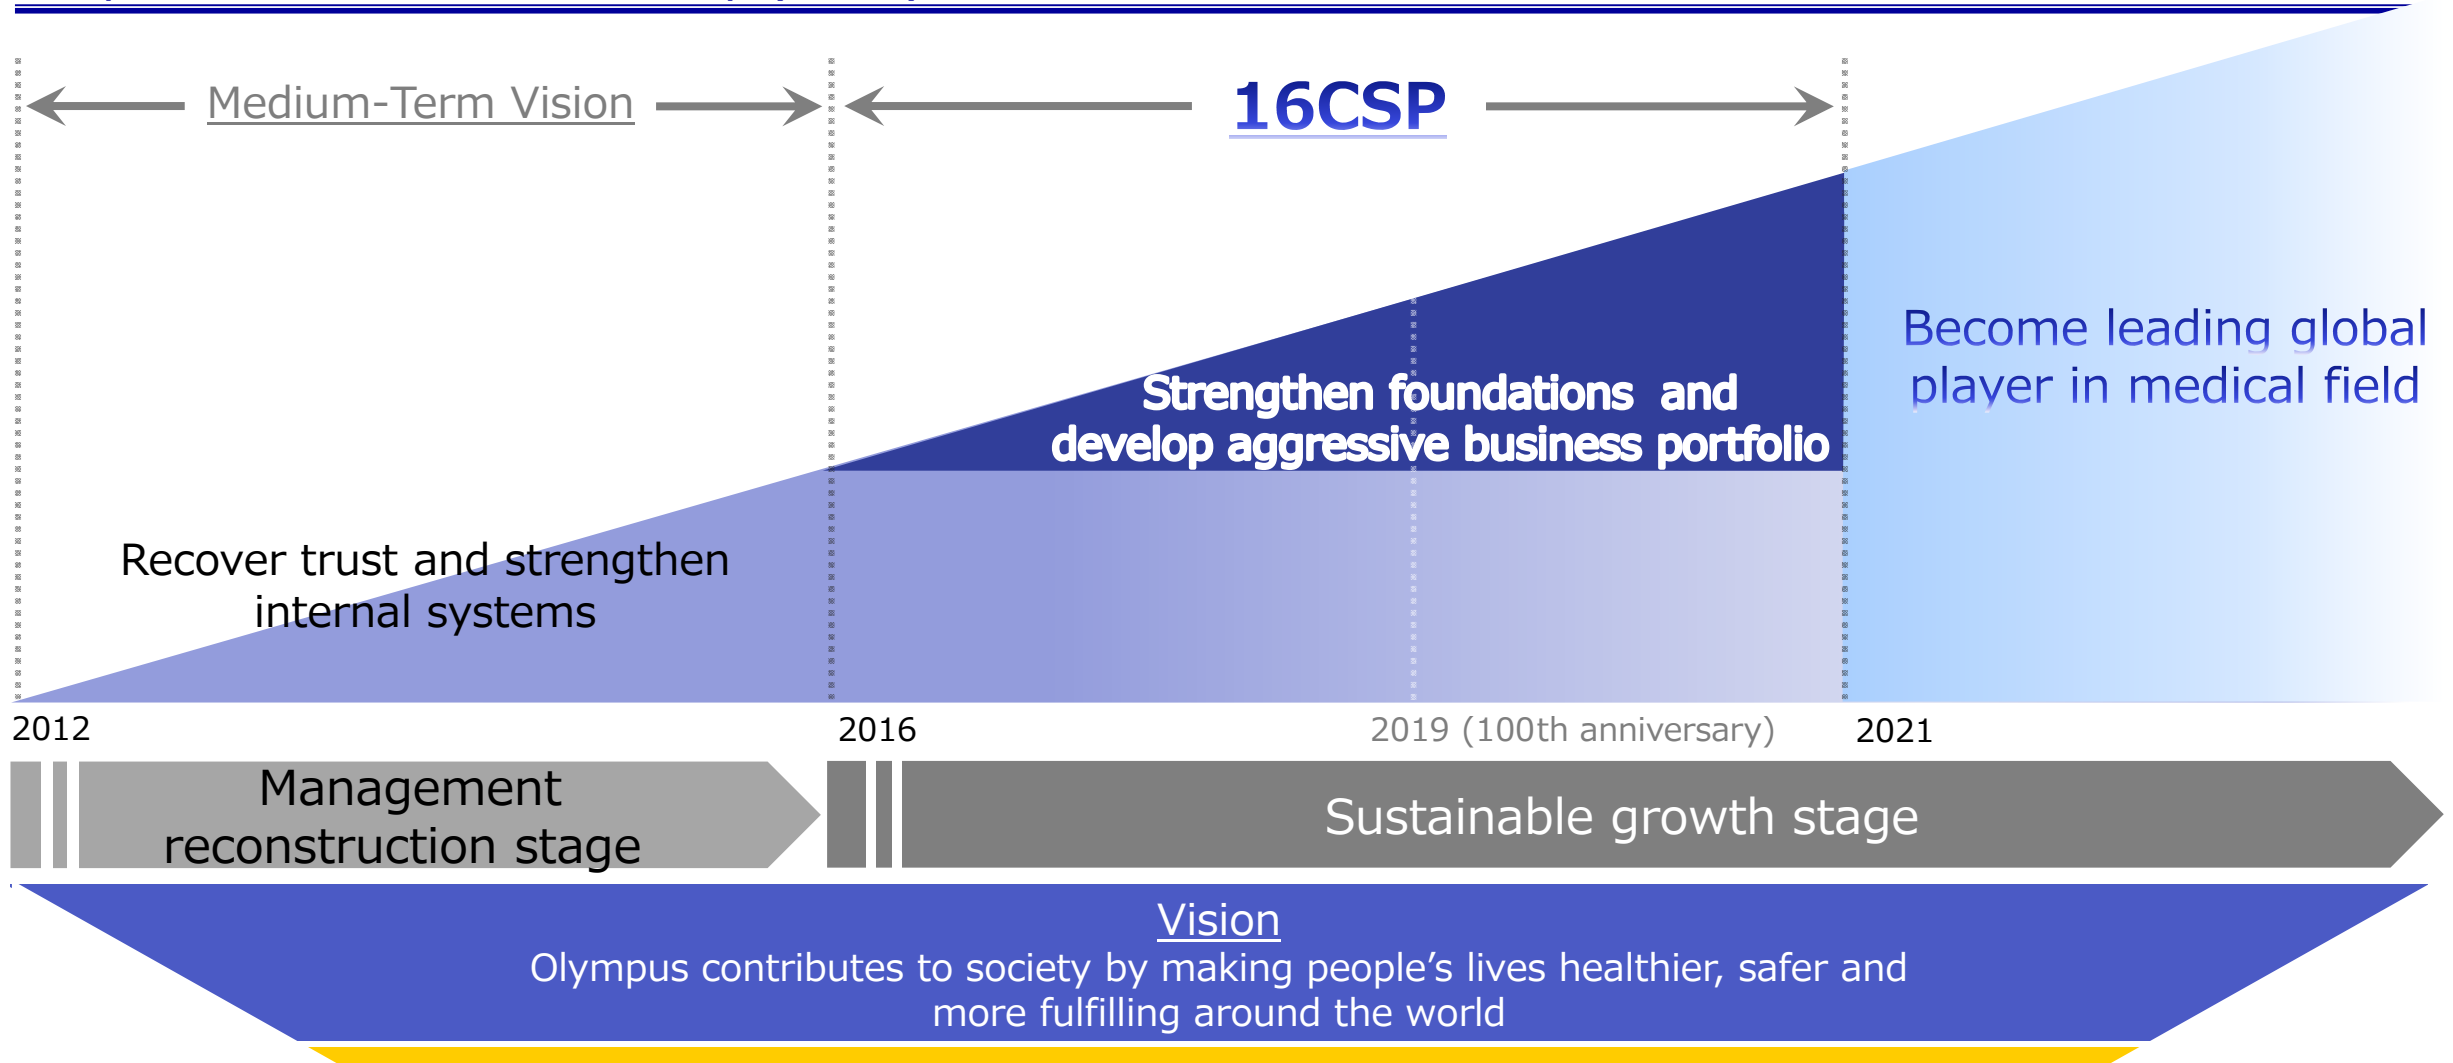 Medium-Term Vision
16CSP
Become leading global
player in medical field
Strengthen foundations and
develop aggressive business portfolio
Recover trust and strengthen
internal systems
2012
2016
2019 (100th anniversary)
2021
Management
reconstruction stage
Sustainable growth stage
Vision
Olympus contributes to society by making people’s lives healthier, safer and
more fulfilling around the world